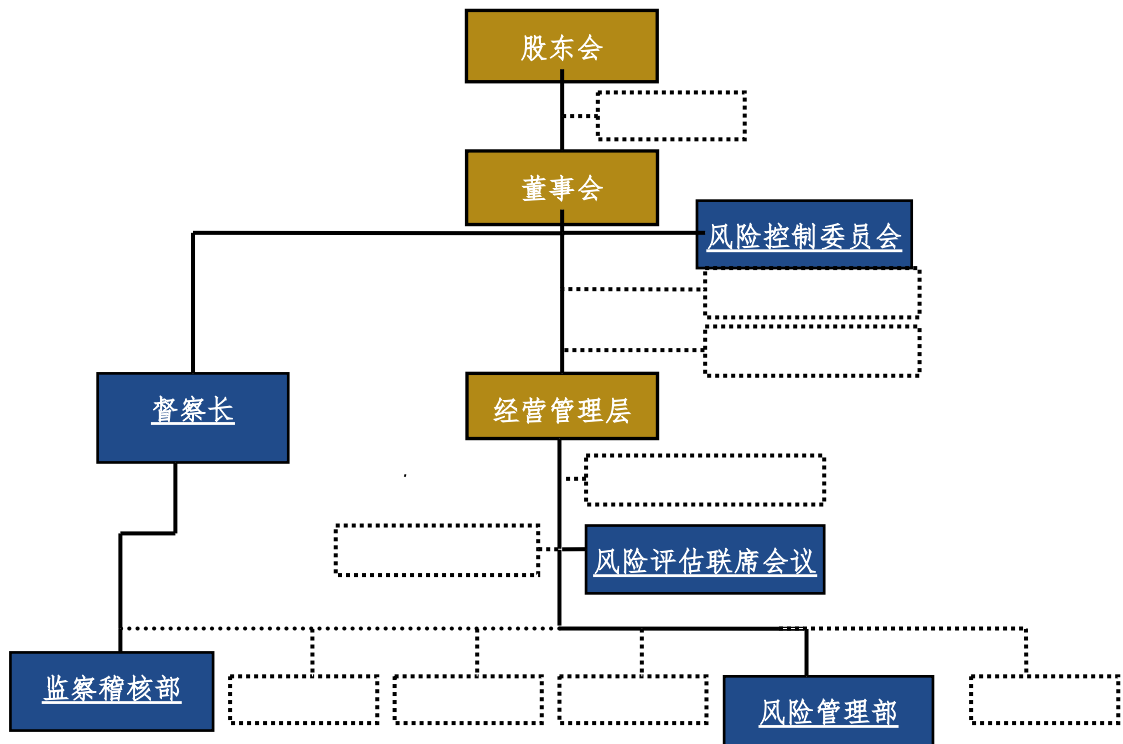 股东会
董事会
风险控制委员会
督察长
经营管理层
风险评估联席会议
监察稽核部
风险管理部